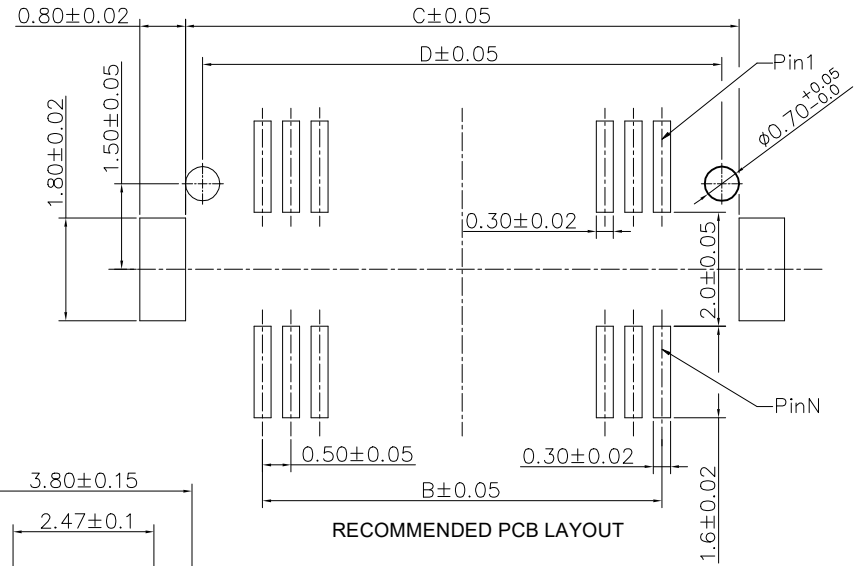 0.80±0.02
C±0.05
D±0.05
Pin1
ø0.70 +0.05 -0.0
1.50±0.05
1.80±0.02
0.30±0.02
2.0±0.05
PinN
0.50±0.05
0.30±0.02
3.80±0.15
B±0.05
2.47±0.1
RECOMMENDED PCB LAYOUT
1.6±0.02